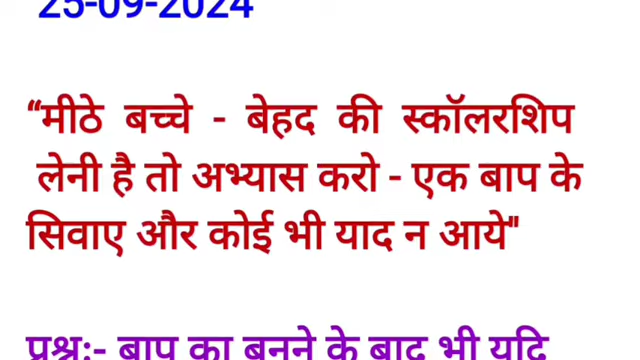 25-09-2024
“मीठे बच्चे - बेहद की स्कॉलरशिप
लेनी है तो अभ्यास करो - एक बाप के
सिवाए और कोई भी याद न आये"
प्रश्न:- बाप का बनने के बाद भी यदि